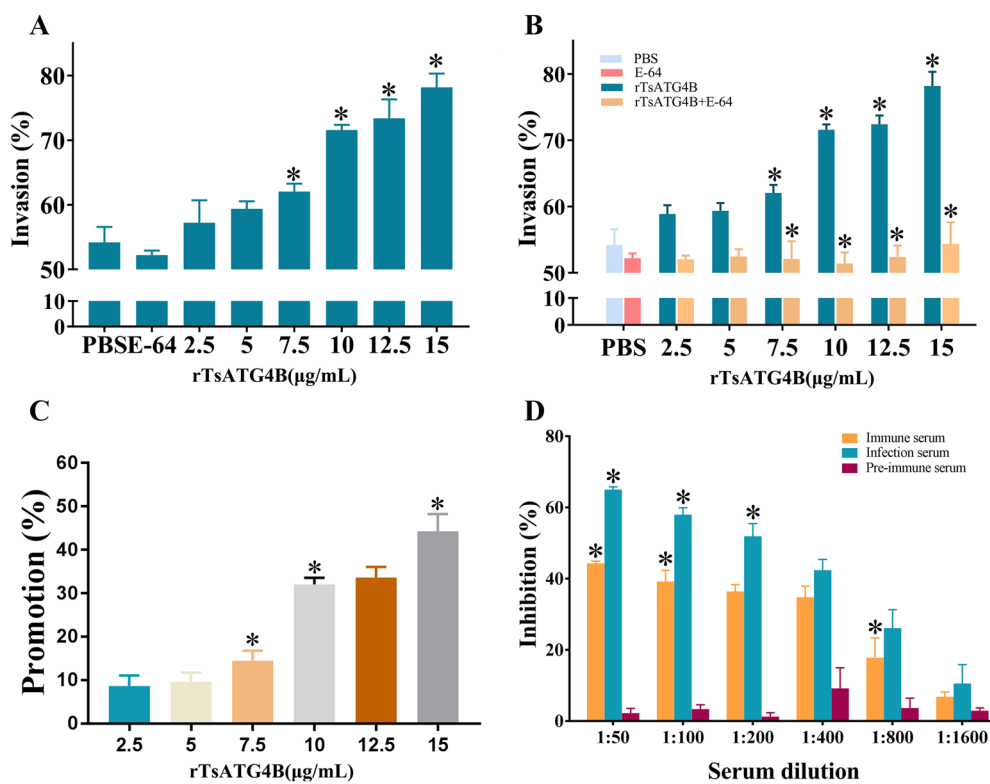 A
Invasion (%)
80
70
60
50
10
0
PBS E-64 2.5 5 7.5 10 12.5 15
* * * *
rTsATG4B(μg/mL)
B
Invasion (%)
80
70
60
50
10
0
PBS
E-64
rTsATG4B
rTsATG4B+E-64
* * * *
* * * *
PBS 2.5 5 7.5 10 12.5 15
rTsATG4B(μg/mL)
C
Promotion (%)
60
50
40
30
20
10
0
* * *
2.5 5 7.5 10 12.5 15
rTsATG4B(μg/mL)
D
Inhibition (%)
80
60
40
20
0
Immune serum
Infection serum
Pre-immune serum
* * * * * *
1:50 1:100 1:200 1:400 1:800 1:1600
Serum dilution